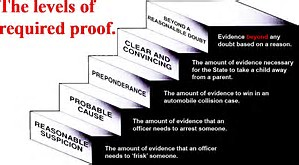 The levels of
required proof.
BEYOND A
REASONABLE DOUBT
Evidence beyond any
doubt based on a reason.
CLEAR AND
CONVINCING
The amount of evidence necessary
for the State to take a child away
from a parent.
PREPONDERANCE
The amount of evidence to win in an
automobile collision case.
PROBABLE
CAUSE
The amount of evidence that an
officer needs to arrest someone.
REASONABLE
SUSPICION
The amount of evidence that an officer
needs to 'frisk' someone.